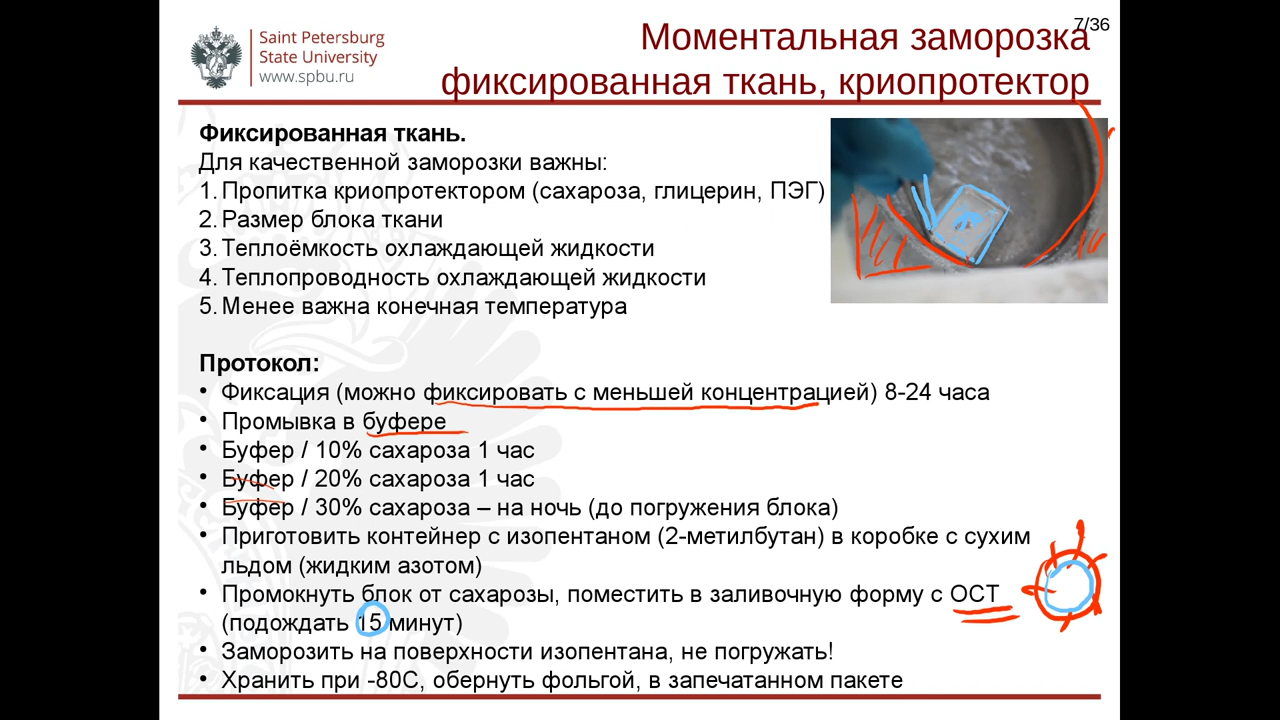 7/36
Saint Petersburg
State University
www.spbu.ru
Моментальная заморозка
фиксированная ткань, криопротектор
Фиксированная ткань.
Для качественной заморозки важны:
1. Пропитка криопротектором (сахароза, глицерин, ПЭГ)
2. Размер блока ткани
3. Теплоёмкость охлаждающей жидкости
4. Теплопроводность охлаждающей жидкости
5. Менее важна конечная температура
Протокол:
• Фиксация (можно фиксировать с меньшей концентрацией) 8-24 часа
• Промывка в буфере
• Буфер / 10% сахароза 1 час
• Буфер / 20% сахароза 1 час
• Буфер / 30% сахароза – на ночь (до погружения блока)
• Приготовить контейнер с изопентаном (2-метилбутан) в коробке с сухим
льдом (жидким азотом)
• Промокнуть блок от сахарозы, поместить в заливочную форму с ОСТ
(подождать 15 минут)
• Заморозить на поверхности изопентана, не погружать!
• Хранить при -80С, обернуть фольгой, в запечатанном пакете